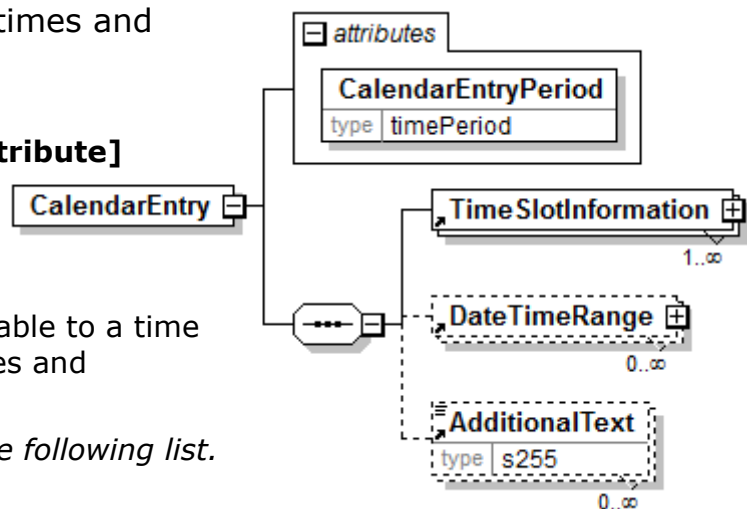 times and
attributes
CalendarEntryPeriod
type timePeriod
tribute]
CalendarEntry
TimeSlotInformation
1..∞
able to a time
DateTimeRange
es and
0..∞
e following list.
AdditionalText
type s255
0..∞